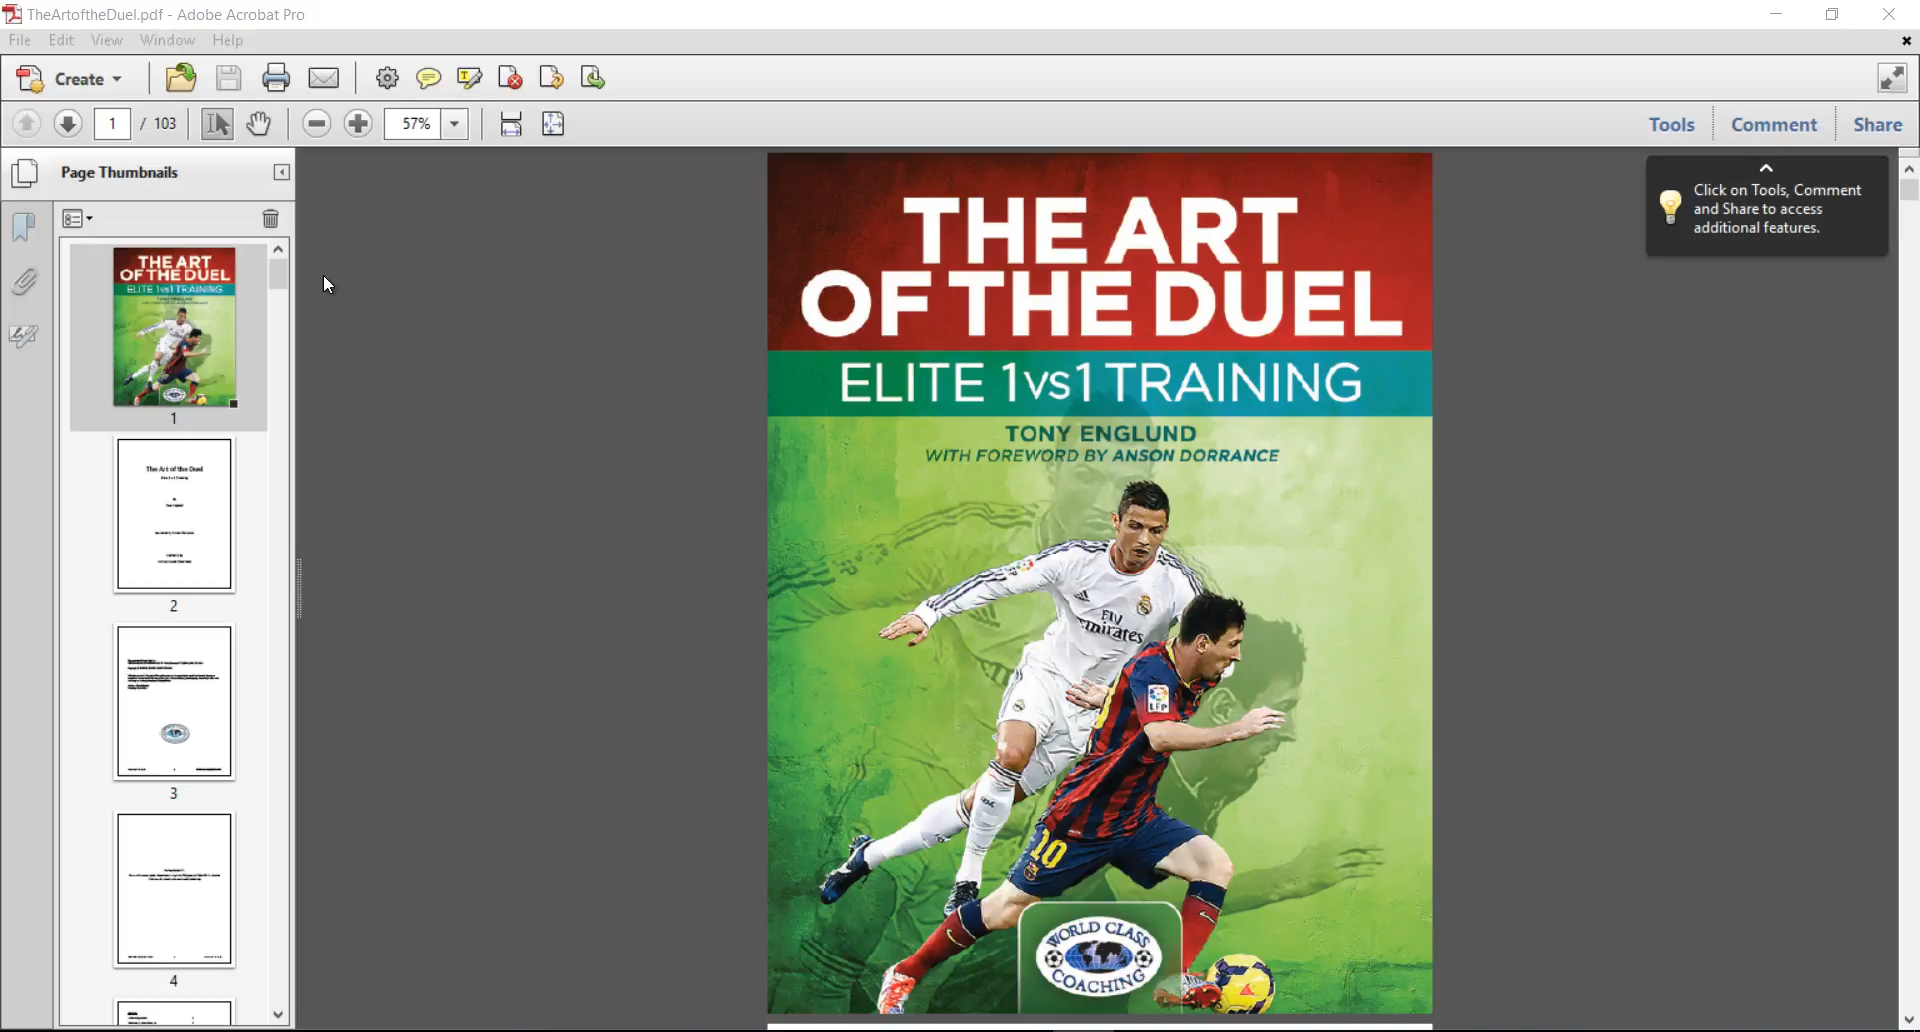 TheArtoftheDuel.pdf - Adobe Acrobat Pro
File Edit View Window Help
Create
1 / 103
57%
Tools Comment Share
Page Thumbnails
Click on Tools, Comment
and Share to access
additional features.
THE ART
OF THE DUEL
ELITE 1vs1 TRAINING
1
The Art of the Duel
2
3
4
THE ART
OF THE DUEL
ELITE 1vs1 TRAINING
TONY ENGLUND
WITH FOREWORD BY ANSON DORRANCE
Fly
Emirates
LFP
10
WORLD CLASS
COACHING